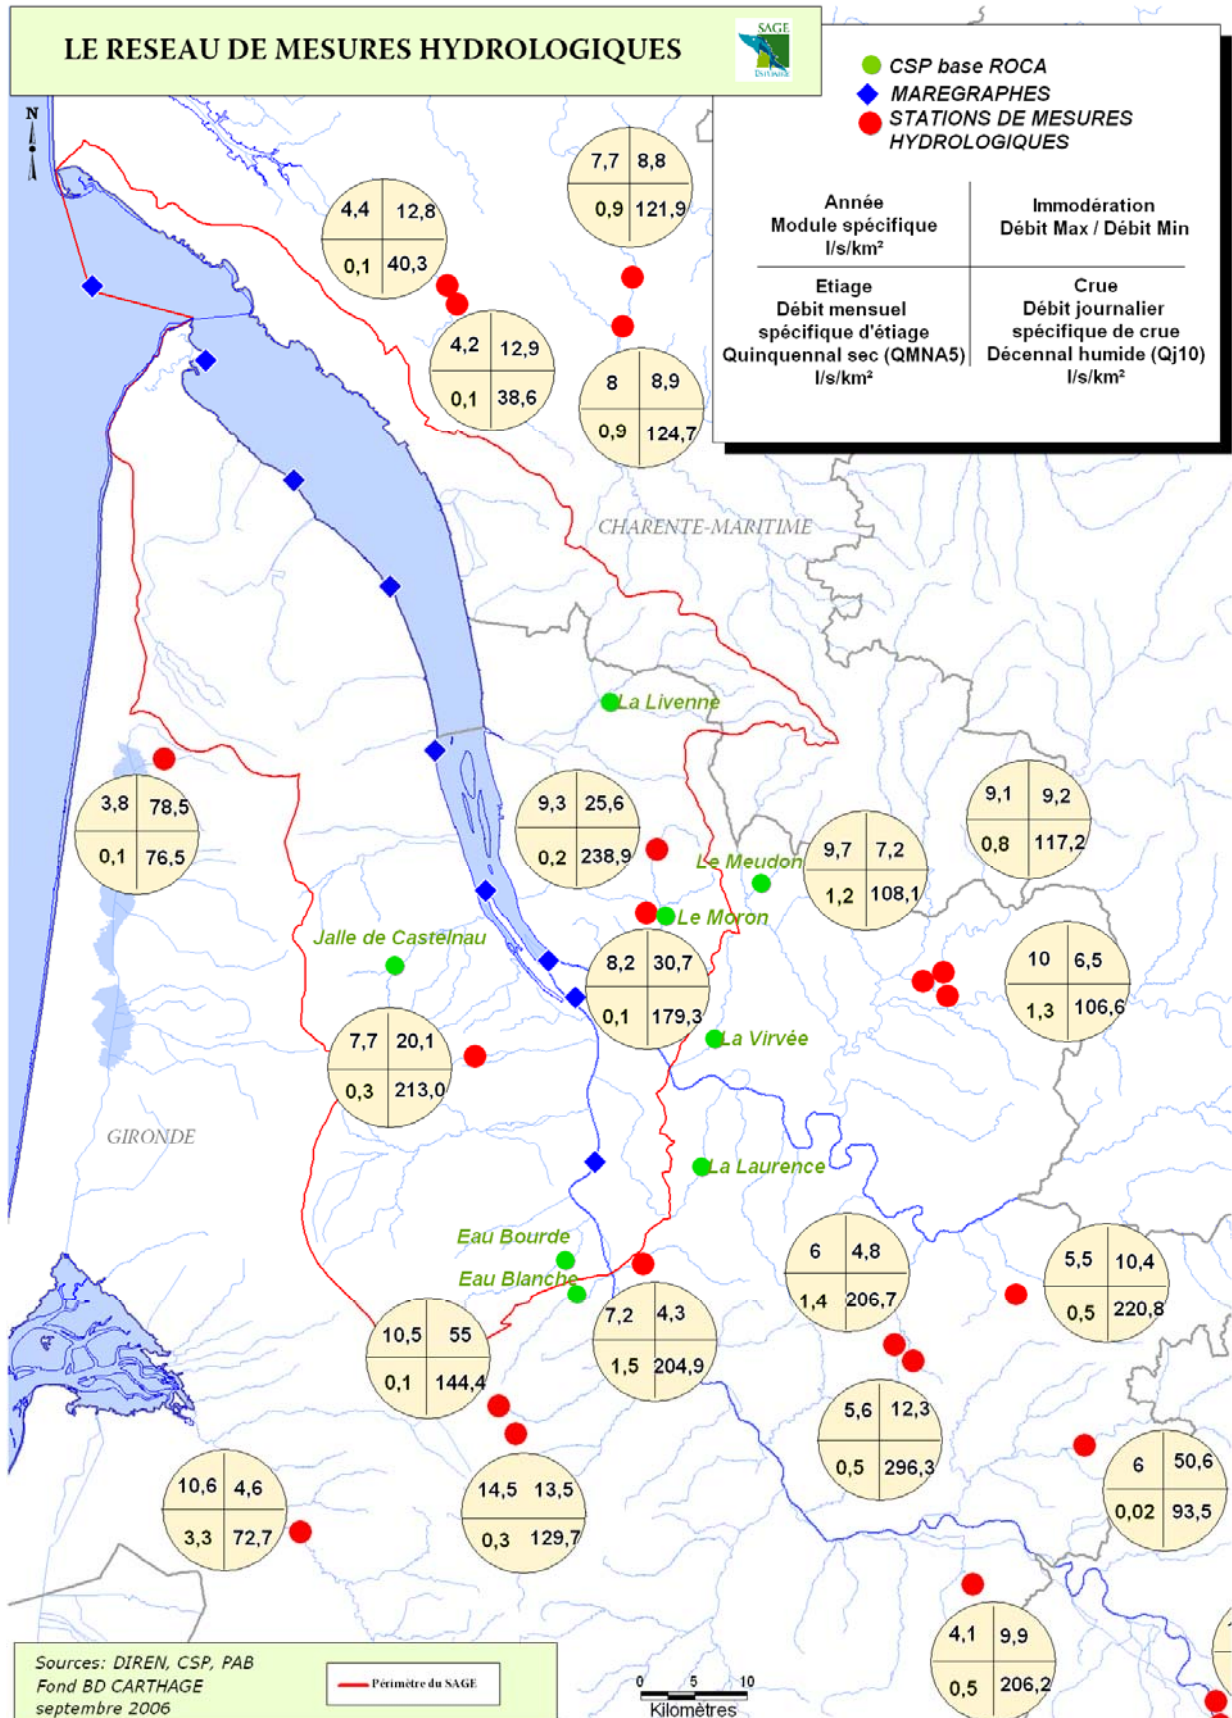 LE RESEAU DE MESURES HYDROLOGIQUES
SAGE
ESTUAIRE
CSP base ROCA
MAREGRAPHES
STATIONS DE MESURES
HYDROLOGIQUES
Année
Module spécifique
l/s/km²
Immodération
Débit Max / Débit Min
Etiage
Débit mensuel
spécifique d'étiage
Quinquennal sec (QMNA5)
l/s/km²
Crue
Débit journalier
spécifique de crue
Décennal humide (Qj10)
l/s/km²
N
7,7 8,8
0,9 121,9
4,4 12,8
0,1 40,3
4,2 12,9
0,1 38,6
8 8,9
0,9 124,7
CHARENTE-MARITIME
La Livenne
3,8 78,5
0,1 76,5
9,3 25,6
0,2 238,9
9,1 9,2
0,8 117,2
Le Meudon
9,7 7,2
1,2 108,1
Le Moron
Jalle de Castelnau
8,2 30,7
0,1 179,3
10 6,5
1,3 106,6
La Virvée
7,7 20,1
0,3 213,0
GIRONDE
La Laurence
Eau Bourde
Eau Blanche
6 4,8
1,4 206,7
5,5 10,4
0,5 220,8
7,2 4,3
1,5 204,9
10,5 55
0,1 144,4
5,6 12,3
0,5 296,3
6 50,6
0,02 93,5
10,6 4,6
3,3 72,7
14,5 13,5
0,3 129,7
4,1 9,9
0,5 206,2
Sources: DIREN, CSP, PAB
Fond BD CARTHAGE
septembre 2006
Périmètre du SAGE
0 5 10
Kilomètres